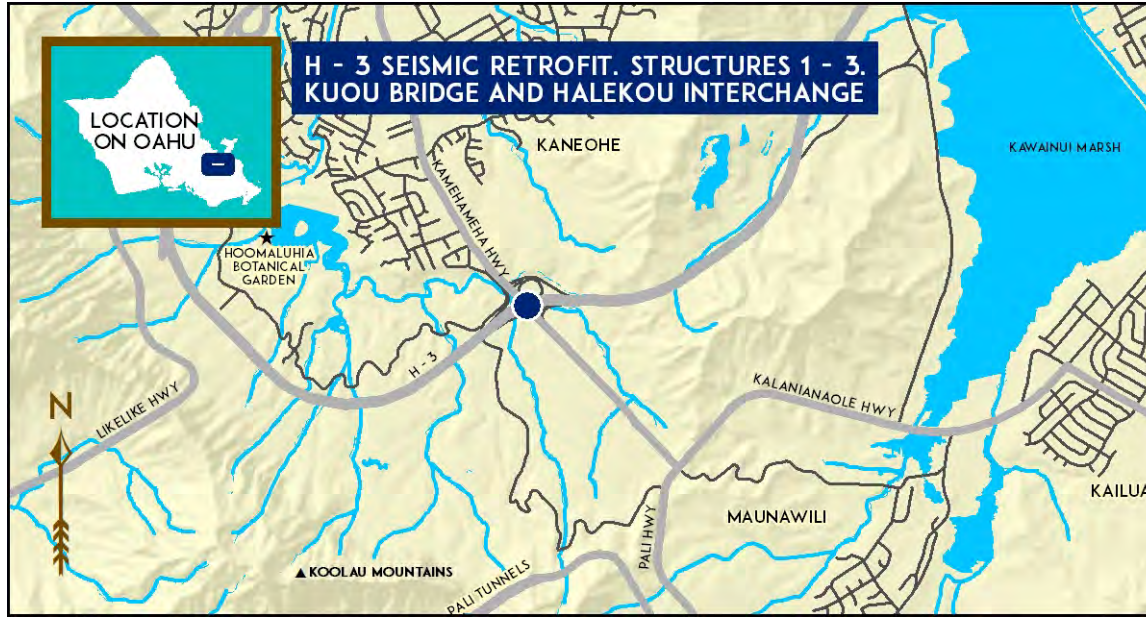 H - 3 SEISMIC RETROFIT. STRUCTURES 1 - 3.
KUOU BRIDGE AND HALEKOU INTERCHANGE
LOCATION
ON OAHU
KANEOHE
KAWAINUI MARSH
KAMEHAMEHA HWY
HOOMALUHIA
BOTANICAL
GARDEN
H - 3
LIKELIKE HWY
KALANIANAOLE HWY
N
KAILUA
MAUNAWILI
PALI HWY
KOOLAU MOUNTAINS
PALI TUNNELS